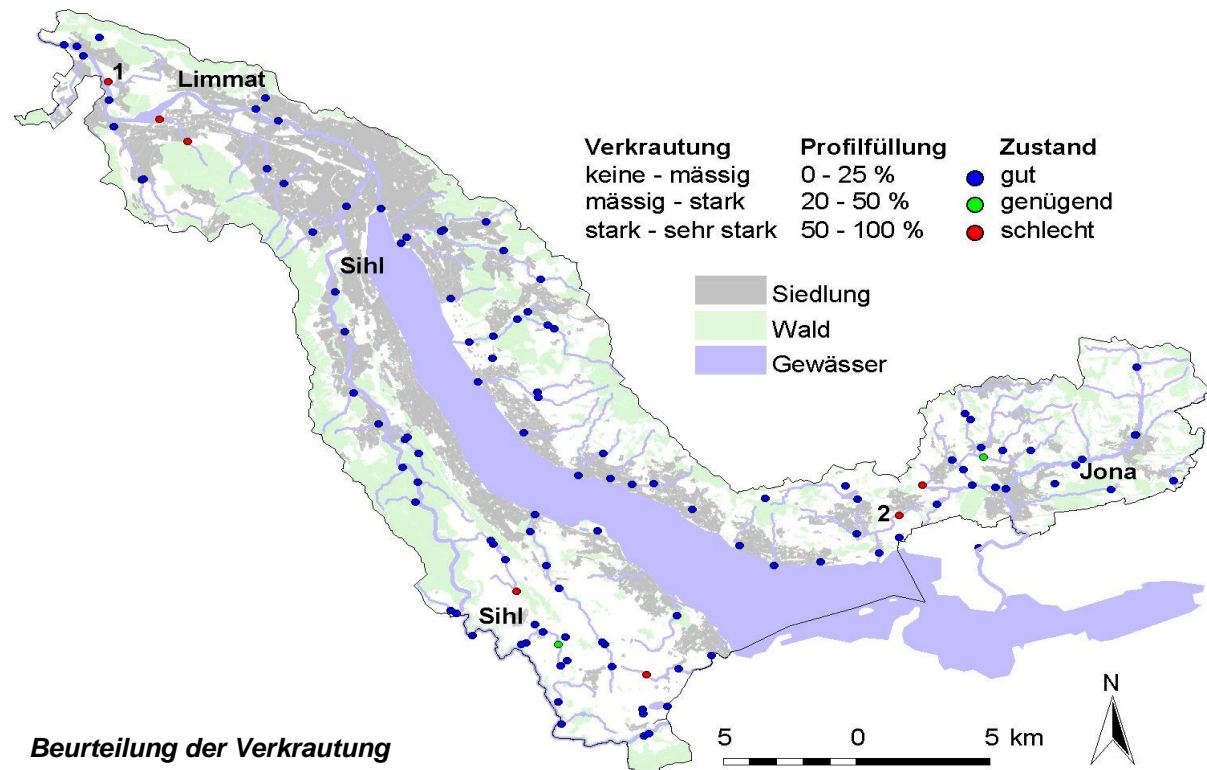 1
Limmat
Verkrautung Profilfüllung Zustand
keine - mässig 0 - 25 % gut
mässig - stark 20 - 50 % genügend
stark - sehr stark 50 - 100 % schlecht
Sihl
Siedlung
Wald
Gewässer
Jona
2
Sihl
N
Beurteilung der Verkrautung
5 0 5 km